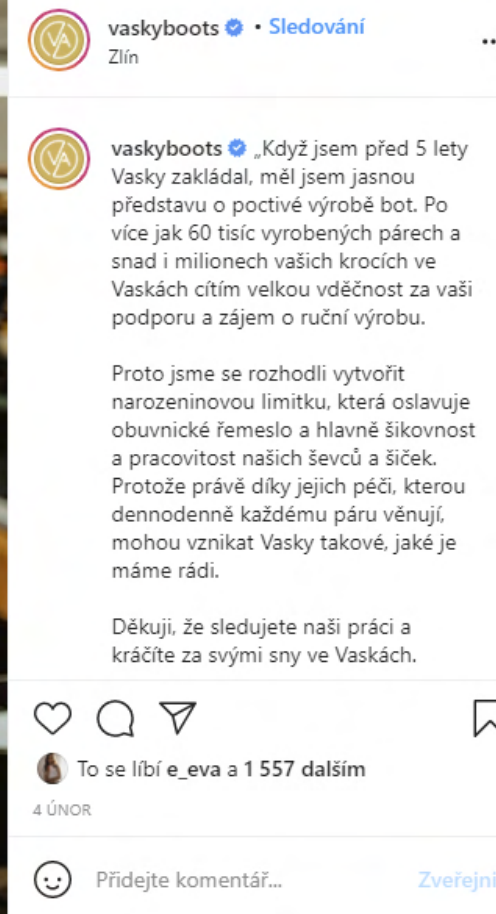 vaskyboots • Sledování
Zlín
vaskyboots „Když jsem před 5 lety
Vasky zakládal, měl jsem jasnou
představu o poctivé výrobě bot. Po
více jak 60 tisíc vyrobených párech a
snad i milionech vašich krocích ve
Vaskách cítím velkou vděčnost za vaši
podporu a zájem o ruční výrobu.
Proto jsme se rozhodli vytvořit
narozeninovou limitku, která oslavuje
obuvnické řemeslo a hlavně šikovnost
a pracovitost našich ševců a šiček.
Protože právě díky jejich péči, kterou
dennodenně každému páru věnují,
mohou vznikat Vasky takové, jaké je
máme rádi.
Děkuji, že sledujete naši práci a
kráčíte za svými sny ve Vaskách.
To se líbí e_eva a 1 557 dalším
4 ÚNOR
Přidejte komentář... Zveřejni